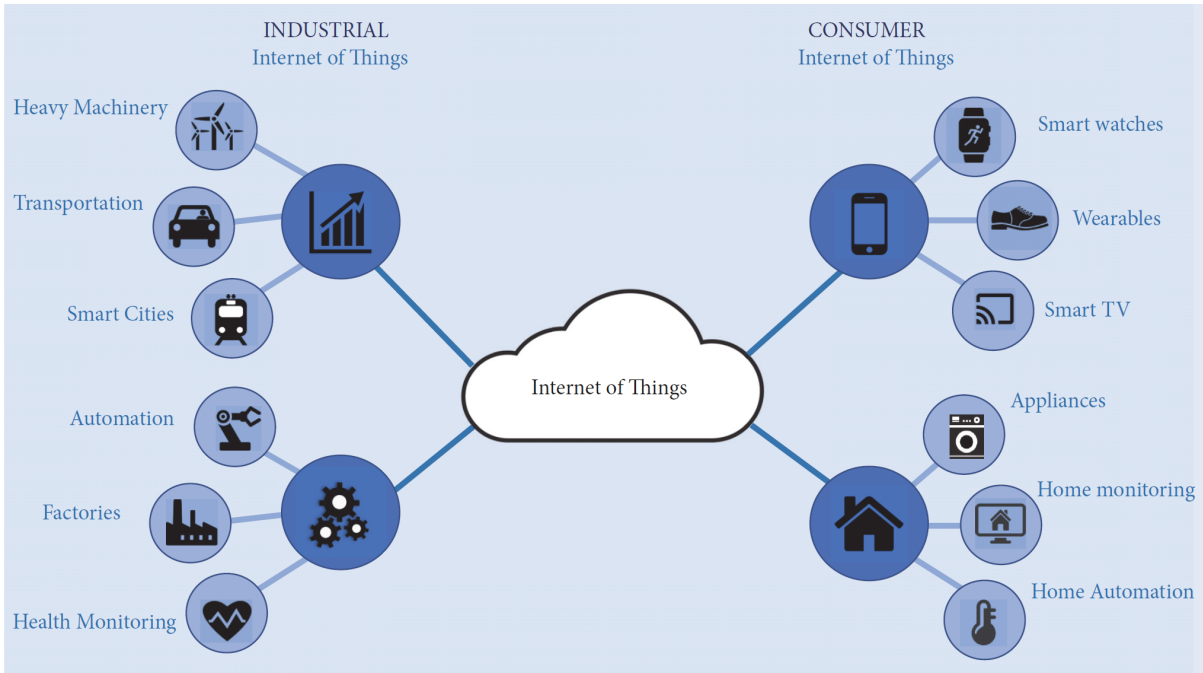 INDUSTRIAL
Internet of Things
Heavy Machinery
Transportation
Smart Cities
Automation
Factories
Health Monitoring
Internet of Things
CONSUMER
Internet of Things
Smart watches
Wearables
Smart TV
Appliances
Home monitoring
Home Automation